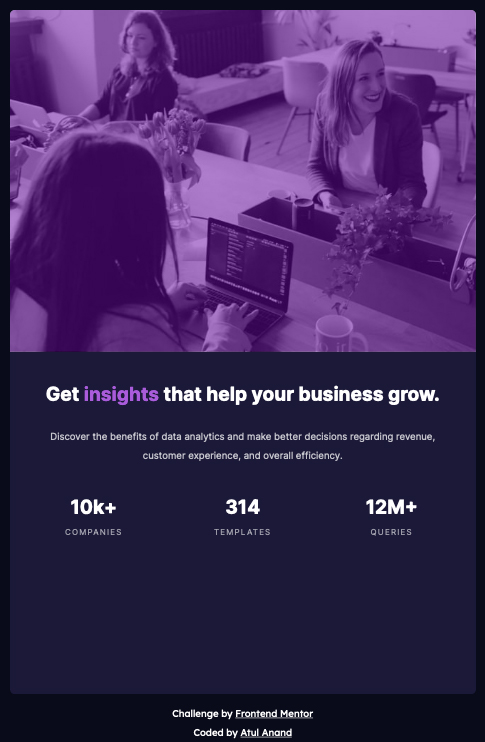 Get insights that help your business grow.
Discover the benefits of data analytics and make better decisions regarding revenue,
customer experience, and overall efficiency.
10k+ 314 12M+
COMPANIES TEMPLATES QUERIES
Challenge by Frontend Mentor
Coded by Atul Anand